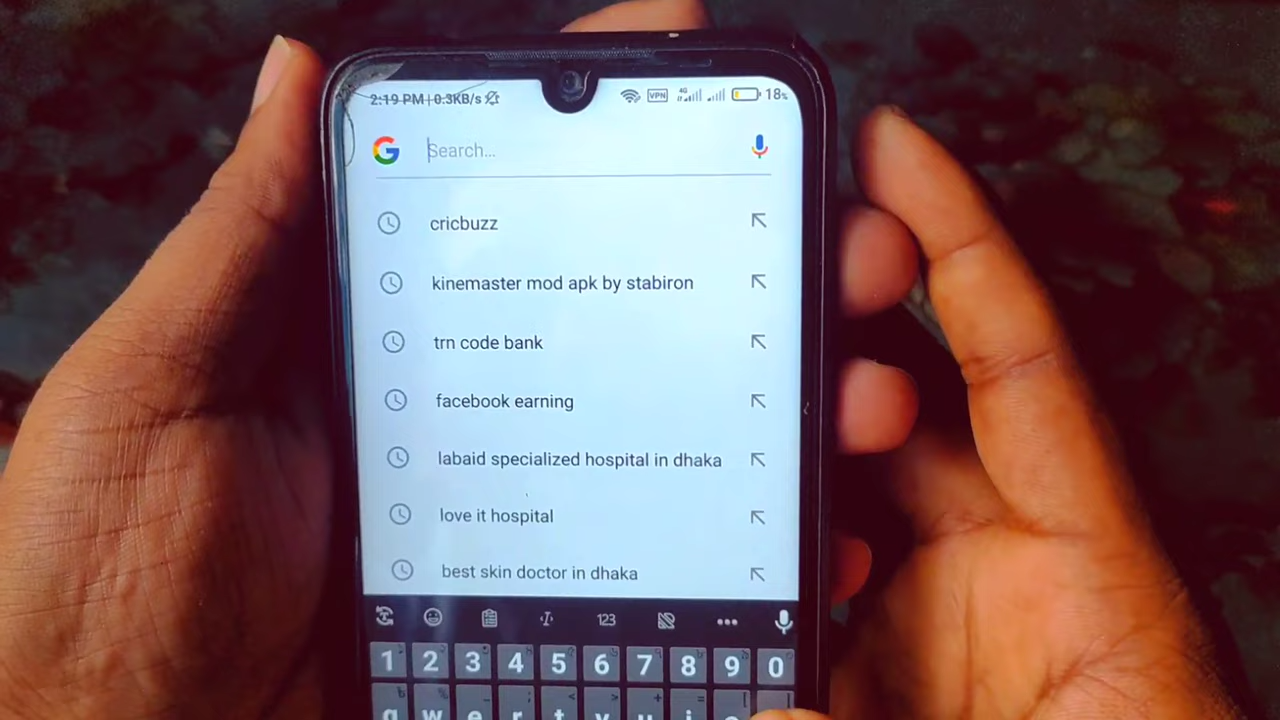 2:19 PM | 0.3KB/s VPN 4G 18%
G Search...
cricbuzz
kinemaster mod apk by stabiron
trn code bank
facebook earning
labaid specialized hospital in dhaka
love it hospital
best skin doctor in dhaka
123
1 2 3 4 5 6 7 8 9 0
q w e r t y u i o